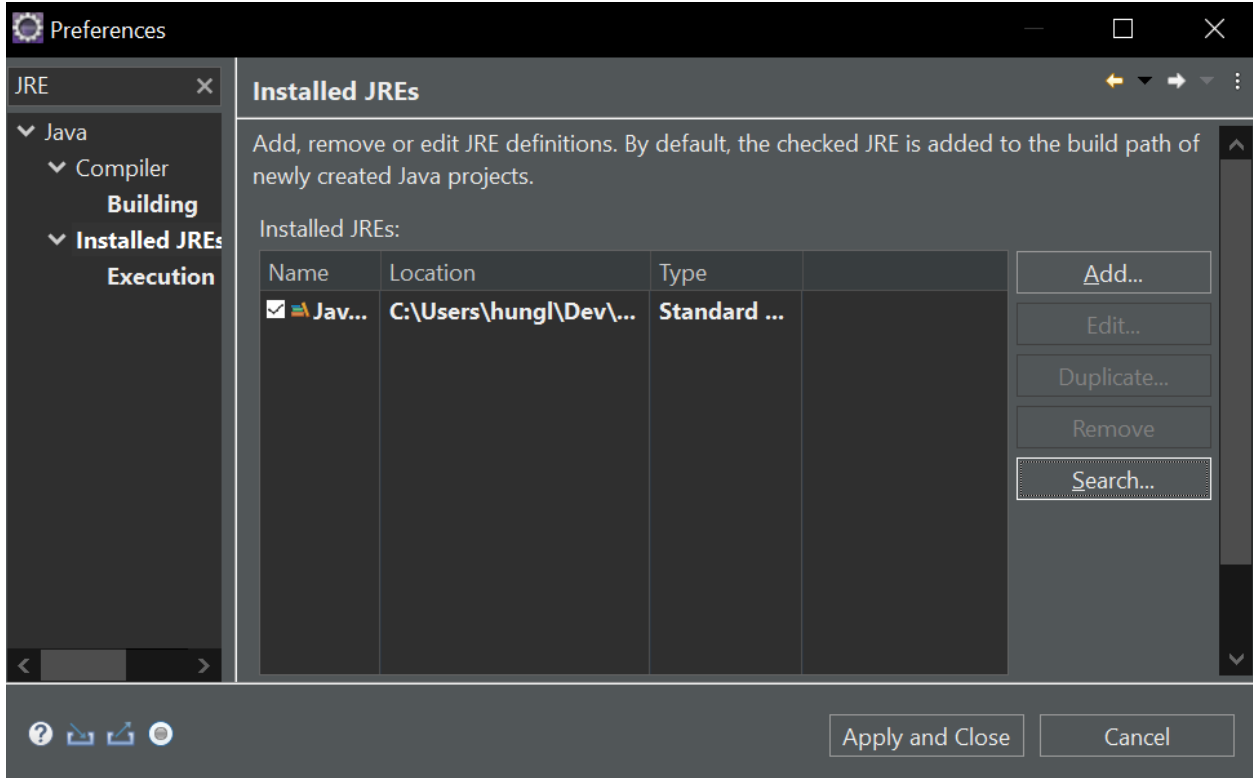 Preferences
JRE
Java
Compiler
Building
Installed JREs
Execution
Installed JREs
Add, remove or edit JRE definitions. By default, the checked JRE is added to the build path of
newly created Java projects.
Installed JREs:
Name Location Type
Jav... C:\Users\hungl\Dev\... Standard ...
Add...
Edit...
Duplicate...
Remove
Search...
Apply and Close Cancel